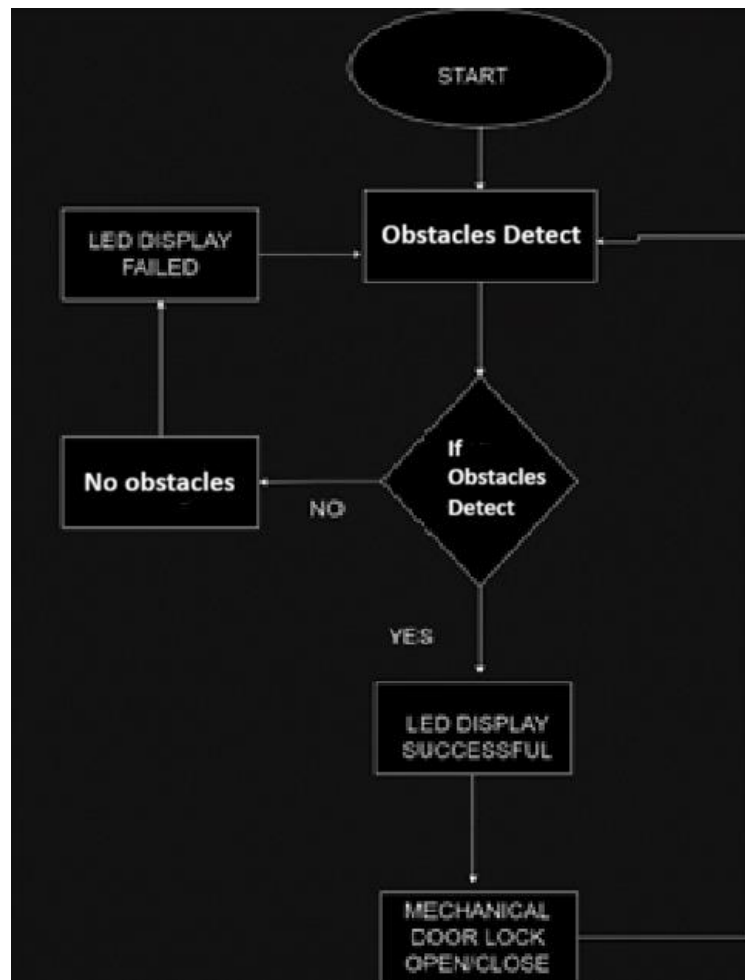 START
Obstacles Detect
LED DISPLAY
FAILED
If
Obstacles
Detect
No obstacles
NO
YES
LED DISPLAY
SUCCESSFUL
MECHANICAL
DOOR LOCK
OPEN/CLOSE